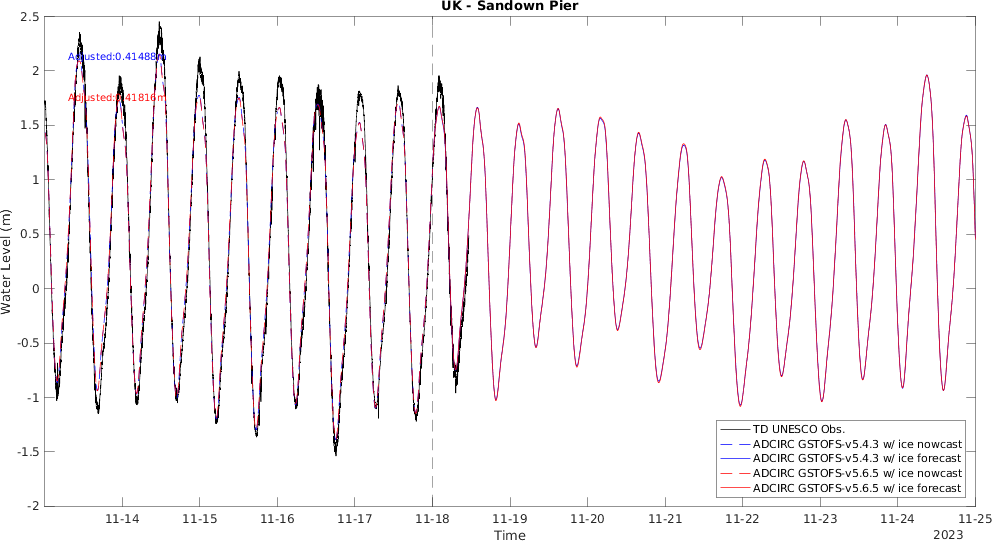 UK - Sandown Pier
2.5
2
1.5
1
0.5
0
-0.5
-1
-1.5
-2
Water Level (m)
Adjusted:0.41488m
Adjusted:0.41816m
TD UNESCO Obs.
ADCIRC GSTOFS-v5.4.3 w/ ice nowcast
ADCIRC GSTOFS-v5.4.3 w/ ice forecast
ADCIRC GSTOFS-v5.6.5 w/ ice nowcast
ADCIRC GSTOFS-v5.6.5 w/ ice forecast
11-14 11-15 11-16 11-17 11-18 11-19 11-20 11-21 11-22 11-23 11-24 11-25
Time
2023